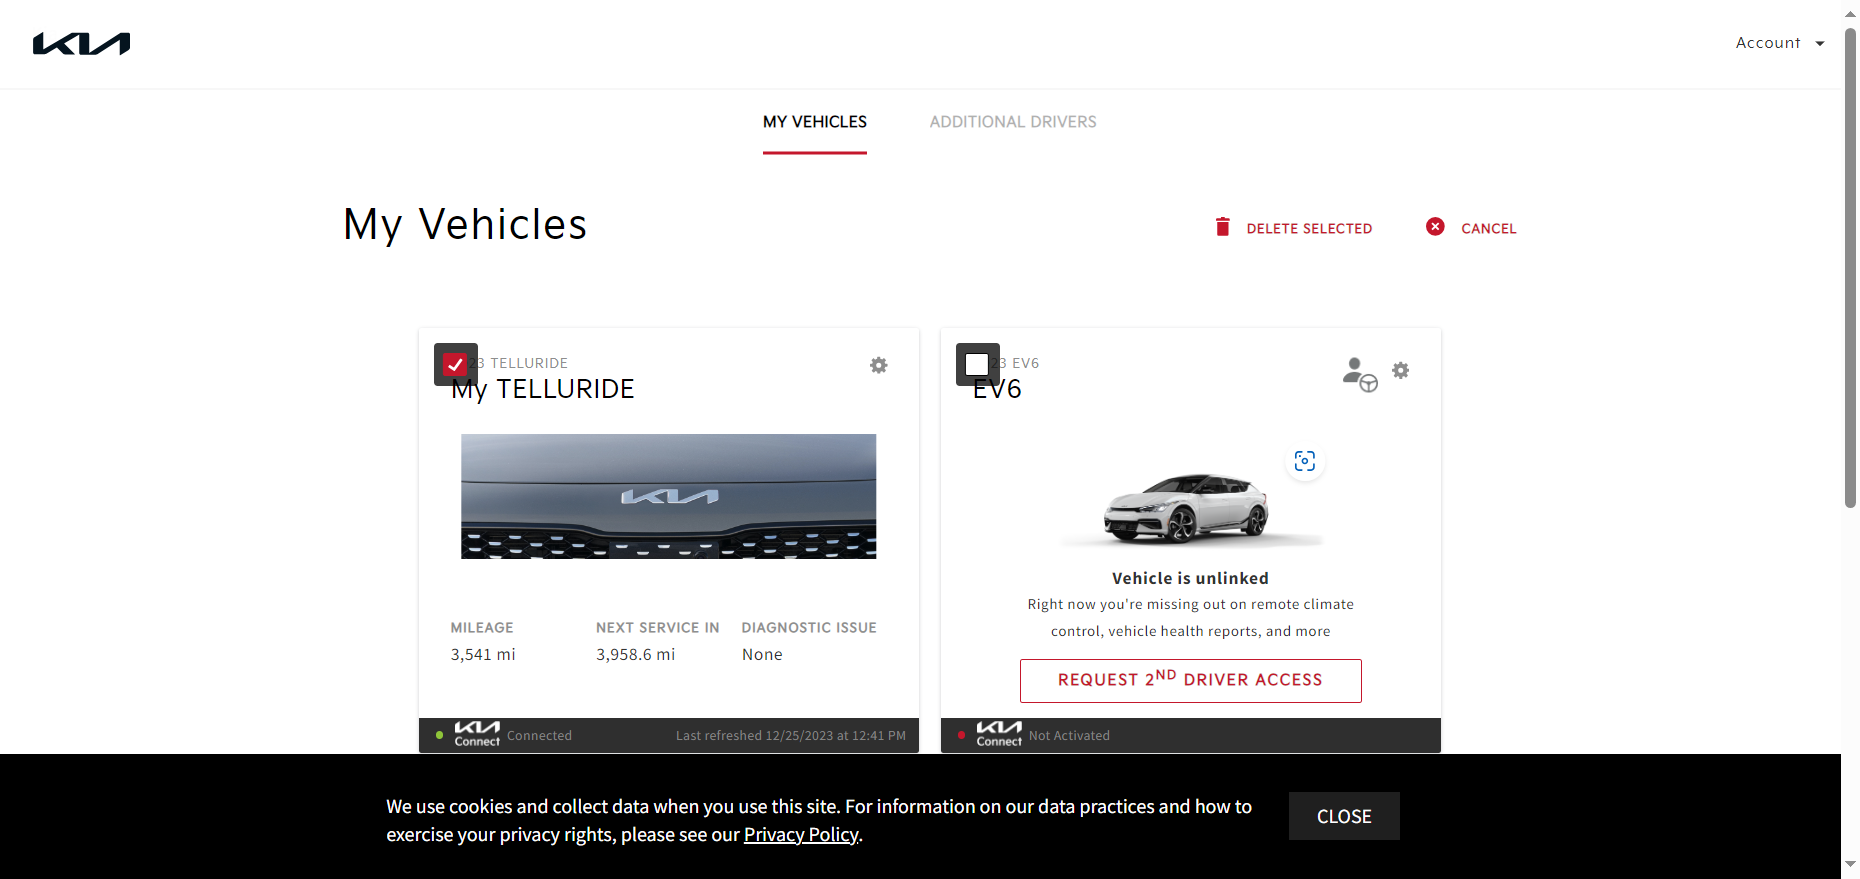 KIA
Account
MY VEHICLES
ADDITIONAL DRIVERS
My Vehicles
DELETE SELECTED
CANCEL
23 TELLURIDE
My TELLURIDE
KIA
MILEAGE
NEXT SERVICE IN
DIAGNOSTIC ISSUE
3,541 mi
3,958.6 mi
None
KIA
Connect
Connected
Last refreshed 12/25/2023 at 12:41 PM
23 EV6
EV6
Vehicle is unlinked
Right now you're missing out on remote climate
control, vehicle health reports, and more
REQUEST 2ND DRIVER ACCESS
KIA
Connect
Not Activated
We use cookies and collect data when you use this site. For information on our data practices and how to
exercise your privacy rights, please see our Privacy Policy.
CLOSE